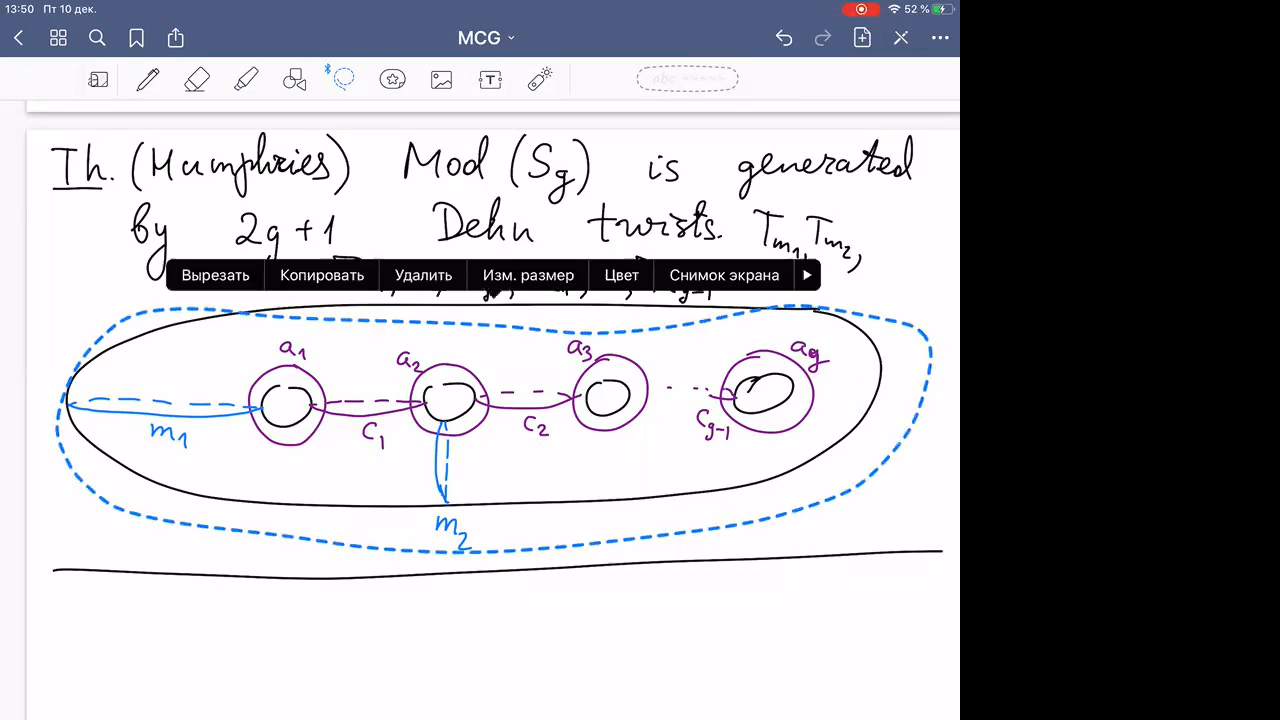 13:50 Пт 10 дек.
52 %
MCG
T
Th. (Humphries) Mod (Sg) is generated
by 2g+1 Dehn twists. Tm1, Tm2,
Вырезать Копировать Удалить Изм. размер Цвет Снимок экрана
a1 a2 a3 ag
m1 c1 c2 cg-1
m2